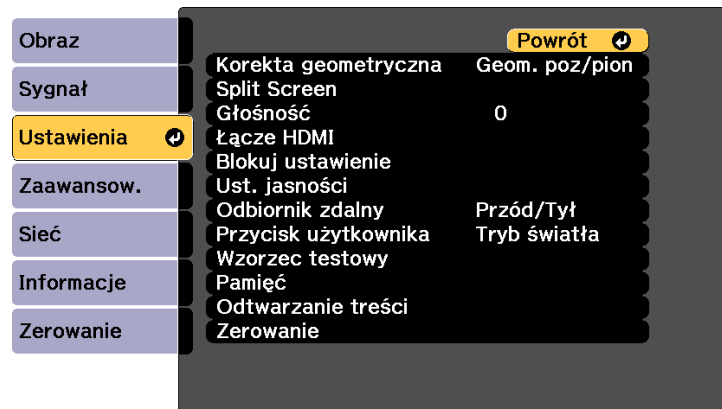 Obraz
Sygnał
Ustawienia
Zaawansow.
Sieć
Informacje
Zerowanie
Powrót
Korekta geometryczna Geom. poz/pion
Split Screen
Głośność 0
Łącze HDMI
Blokuj ustawienie
Ust. jasności
Odbiornik zdalny Przód/Tył
Przycisk użytkownika Tryb światła
Wzorzec testowy
Pamięć
Odtwarzanie treści
Zerowanie